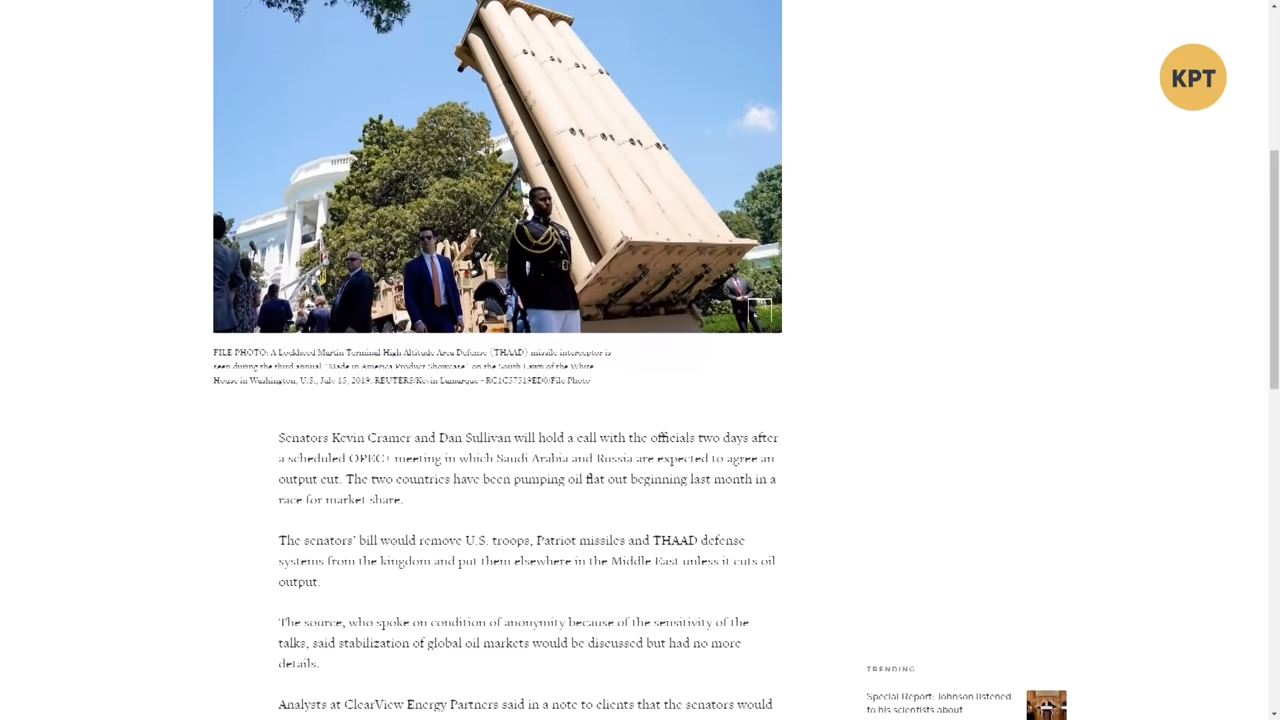 KPT
FILE PHOTO: A Lockheed Martin Terminal High Altitude Area Defense (THAAD) missile interceptor is
seen during the third annual "Made in America Product Showcase" on the South Lawn of the White
House in Washington, U.S., July 15, 2019. REUTERS/Kevin Lamarque - RC1C57519ED0/File Photo
Senators Kevin Cramer and Dan Sullivan will hold a call with the officials two days after
a scheduled OPEC+ meeting in which Saudi Arabia and Russia are expected to agree an
output cut. The two countries have been pumping oil flat out beginning last month in a
race for market share.
The senators' bill would remove U.S. troops, Patriot missiles and THAAD defense
systems from the kingdom and put them elsewhere in the Middle East unless it cuts oil
output.
The source, who spoke on condition of anonymity because of the sensitivity of the
talks, said stabilization of global oil markets would be discussed but had no more
details.
Analysts at ClearView Energy Partners said in a note to clients that the senators would
TRENDING
Special Report: Johnson listened
to his scientists about